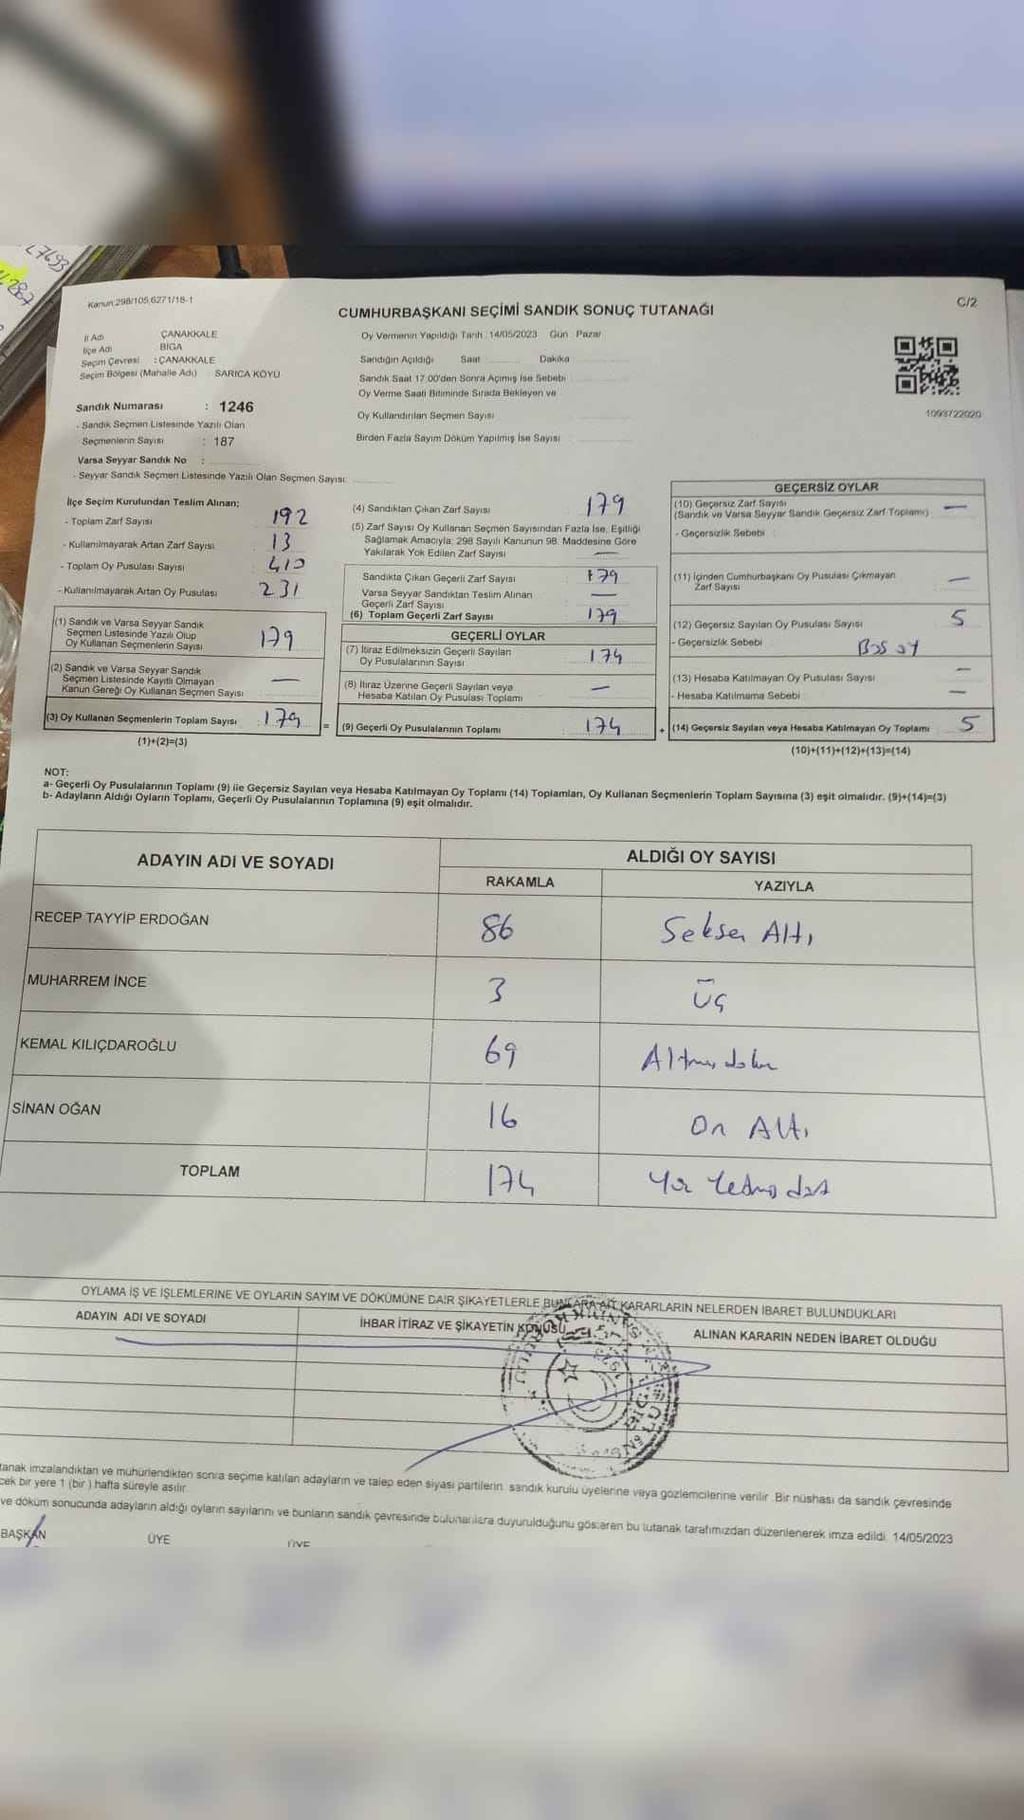 27693
Kanun:298/105,6271/18-1
C/2
CUMHURBAŞKANI SEÇİMİ SANDIK SONUÇ TUTANAĞI
İl Adı ÇANAKKALE
İlçe Adı BİGA
Seçim Çevresi : ÇANAKKALE
Seçim Bölgesi (Mahalle Adı) SARICA KÖYÜ
Sandık Numarası : 1246
- Sandık Seçmen Listesinde Yazılı Olan
Seçmenlerin Sayısı : 187
Varsa Seyyar Sandık No :
- Seyyar Sandık Seçmen Listesinde Yazılı Olan Seçmen Sayısı:
Oy Vermenin Yapıldığı Tarih : 14/05/2023 Gün : Pazar
Sandığın Açıldığı Saat Dakika
Sandık Saat 17.00'den Sonra Açımış İse Sebebi :
Oy Verme Saati Bitiminde Sırada Bekleyen ve
Oy Kullandırılan Seçmen Sayısı
Birden Fazla Sayım Döküm Yapılmış İse Sayısı :
1093722020
İlçe Seçim Kurulundan Teslim Alınan;
- Toplam Zarf Sayısı 192
- Kullanılmayarak Artan Zarf Sayısı 13
- Toplam Oy Pusulası Sayısı 410
- Kullanılmayarak Artan Oy Pusulası 231
(1) Sandık ve Varsa Seyyar Sandık
Seçmen Listesinde Yazılı Olup
Oy Kullanan Seçmenlerin Sayısı 179
(2) Sandık ve Varsa Seyyar Sandık
Seçmen Listesinde Kayıtlı Olmayan
Kanun Gereği Oy Kullanan Seçmen Sayısı —
(3) Oy Kullanan Seçmenlerin Toplam Sayısı : 179 =
(1)+(2)=(3)
(4) Sandıktan Çıkan Zarf Sayısı 179
(5) Zarf Sayısı Oy Kullanan Seçmen Sayısından Fazla İse, Eşitliği
Sağlamak Amacıyla; 298 Sayılı Kanunun 98. Maddesine Göre
Yakılarak Yok Edilen Zarf Sayısı —
Sandıkta Çıkan Geçerli Zarf Sayısı 179
Varsa Seyyar Sandıktan Teslim Alınan
Geçerli Zarf Sayısı —
(6) Toplam Geçerli Zarf Sayısı 179
GEÇERLİ OYLAR
(7) İtiraz Edilmeksizin Geçerli Sayılan
Oy Pusulalarının Sayısı 174
(8) İtiraz Üzerine Geçerli Sayılan veya
Hesaba Katılan Oy Pusulası Toplamı —
(9) Geçerli Oy Pusulalarının Toplamı : 174 +
GEÇERSİZ OYLAR
(10) Geçersiz Zarf Sayısı
(Sandık ve Varsa Seyyar Sandık Geçersiz Zarf Toplamı) —
- Geçersizlik Sebebi :
(11) İçinden Cumhurbaşkanı Oy Pusulası Çıkmayan
Zarf Sayısı —
(12) Geçersiz Sayılan Oy Pusulası Sayısı 5
- Geçersizlik Sebebi : Boş oy
(13) Hesaba Katılmayan Oy Pusulası Sayısı —
- Hesaba Katılmama Sebebi : —
(14) Geçersiz Sayılan veya Hesaba Katılmayan Oy Toplamı 5
(10)+(11)+(12)+(13)=(14)
NOT:
a- Geçerli Oy Pusulalarının Toplamı (9) ile Geçersiz Sayılan veya Hesaba Katılmayan Oy Toplamı (14) Toplamları, Oy Kullanan Seçmenlerin Toplam Sayısına (3) eşit olmalıdır. (9)+(14)=(3)
b- Adayların Aldığı Oyların Toplamı, Geçerli Oy Pusulalarının Toplamına (9) eşit olmalıdır.
ADAYIN ADI VE SOYADI ALDIĞI OY SAYISI
RAKAMLA YAZIYLA
RECEP TAYYİP ERDOĞAN 86 Seksen Altı
MUHARREM İNCE 3 Üç
KEMAL KILIÇDAROĞLU 69 Altmış dokuz
SİNAN OĞAN 16 On Altı
TOPLAM 174 Yüz Yetmiş dört
OYLAMA İŞ VE İŞLEMLERİNE VE OYLARIN SAYIM VE DÖKÜMÜNE DAİR ŞİKAYETLERLE BUNLARA AİT KARARLARIN NELERDEN İBARET BULUNDUKLARI
ADAYIN ADI VE SOYADI İHBAR İTİRAZ VE ŞİKAYETİN KONUSU ALINAN KARARIN NEDEN İBARET OLDUĞU
tanak imzalandıktan ve mühürlendikten sonra seçime katılan adayların ve talep eden siyasi partilerin, sandık kurulu üyelerine veya gözlemcilerine verilir. Bir nüshası da sandık çevresinde
cek bir yere 1 (bir ) hafta süreyle asılır.
ve döküm sonucunda adayların aldığı oyların sayılarını ve bunların sandık çevresinde bulunanlara duyurulduğunu gösteren bu tutanak tarafımızdan düzenlenerek imza edildi. 14/05/2023
BAŞKAN ÜYE ÜYE